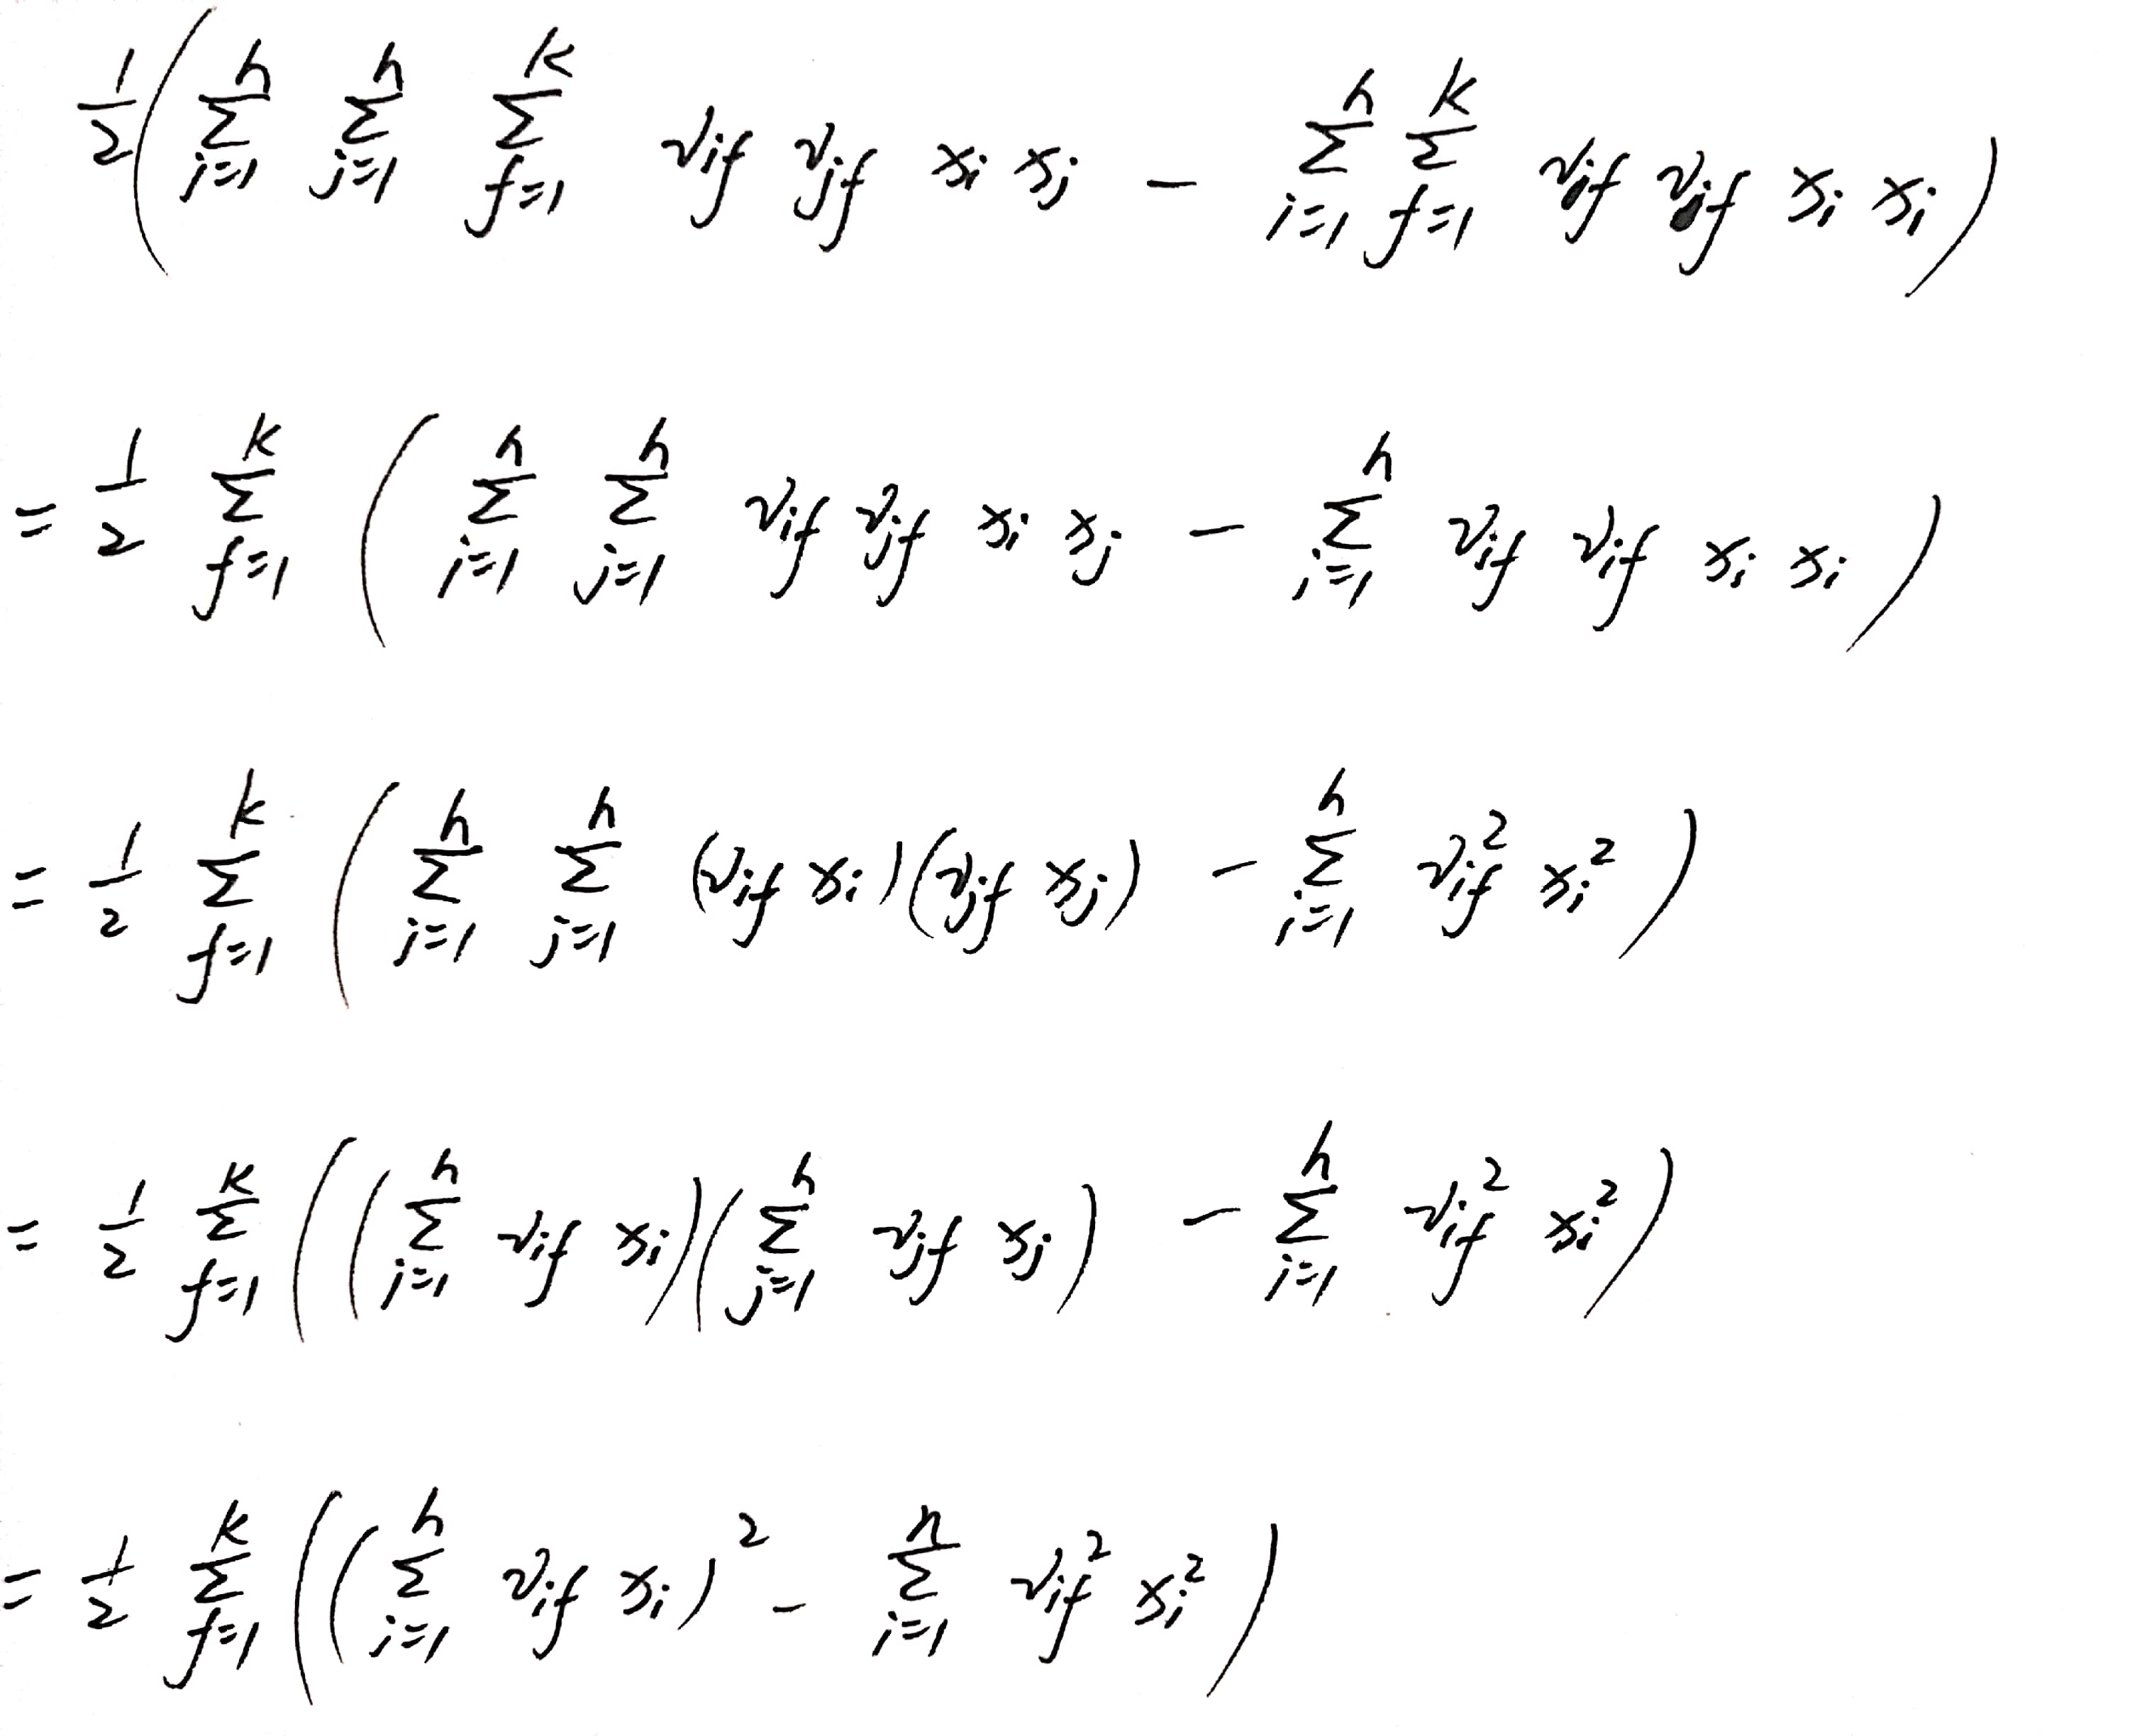 \frac{1}{2}\left(\sum_{i=1}^{n}\sum_{j=1}^{n}\sum_{f=1}^{k} v_{if} v_{jf} x_i x_j - \sum_{i=1}^{n}\sum_{f=1}^{k} v_{if} v_{if} x_i x_i\right)
= \frac{1}{2}\sum_{f=1}^{k}\left(\sum_{i=1}^{n}\sum_{j=1}^{n} v_{if} v_{jf} x_i x_j - \sum_{i=1}^{n} v_{if} v_{if} x_i x_i\right)
= \frac{1}{2}\sum_{f=1}^{k}\left(\sum_{i=1}^{n}\sum_{j=1}^{n} (v_{if} x_i)(v_{jf} x_j) - \sum_{i=1}^{n} v_{if}^2 x_i^2\right)
= \frac{1}{2}\sum_{f=1}^{k}\left(\left(\sum_{i=1}^{n} v_{if} x_i\right)\left(\sum_{j=1}^{n} v_{jf} x_j\right) - \sum_{i=1}^{n} v_{if}^2 x_i^2\right)
= \frac{1}{2}\sum_{f=1}^{k}\left(\left(\sum_{i=1}^{n} v_{if} x_i\right)^2 - \sum_{i=1}^{n} v_{if}^2 x_i^2\right)